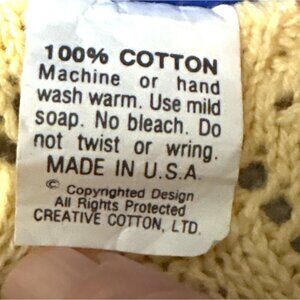 100% COTTON
Machine or hand
wash warm. Use mild
soap. No bleach. Do
not twist or wring.
MADE IN U.S.A.
© Copyrighted Design
All Rights Protected
CREATIVE COTTON, LTD.